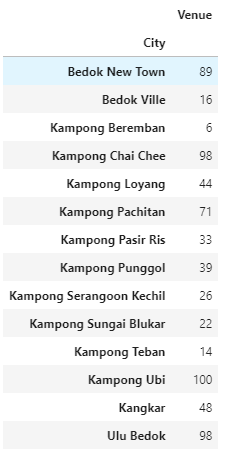 Venue
City
Bedok New Town 89
Bedok Ville 16
Kampong Beremban 6
Kampong Chai Chee 98
Kampong Loyang 44
Kampong Pachitan 71
Kampong Pasir Ris 33
Kampong Punggol 39
Kampong Serangoon Kechil 26
Kampong Sungai Blukar 22
Kampong Teban 14
Kampong Ubi 100
Kangkar 48
Ulu Bedok 98